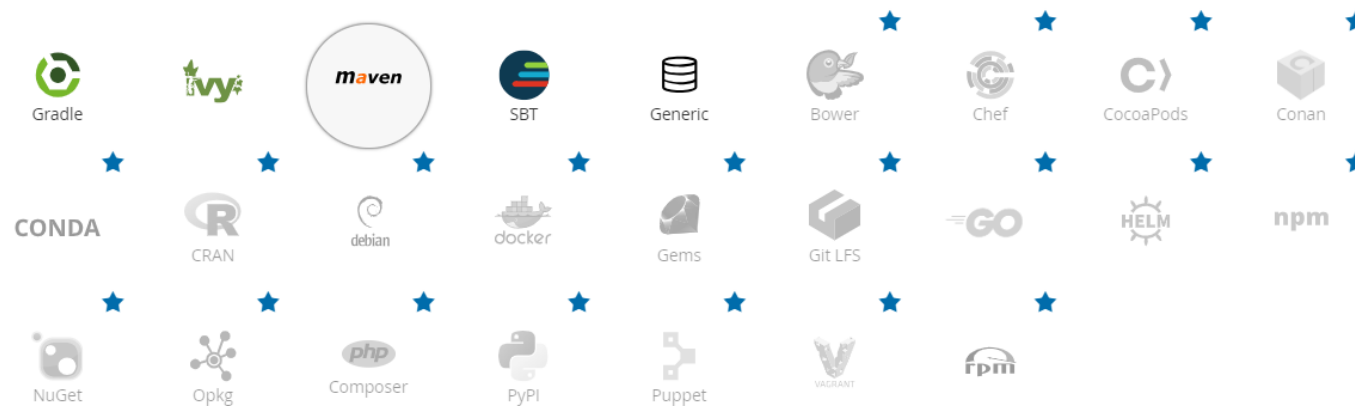 Gradle
ivy
maven
SBT
Generic
Bower
Chef
CocoaPods
Conan
CONDA
CRAN
debian
docker
Gems
Git LFS
GO
HELM
npm
NuGet
Opkg
php
Composer
PyPI
Puppet
VAGRANT
rpm